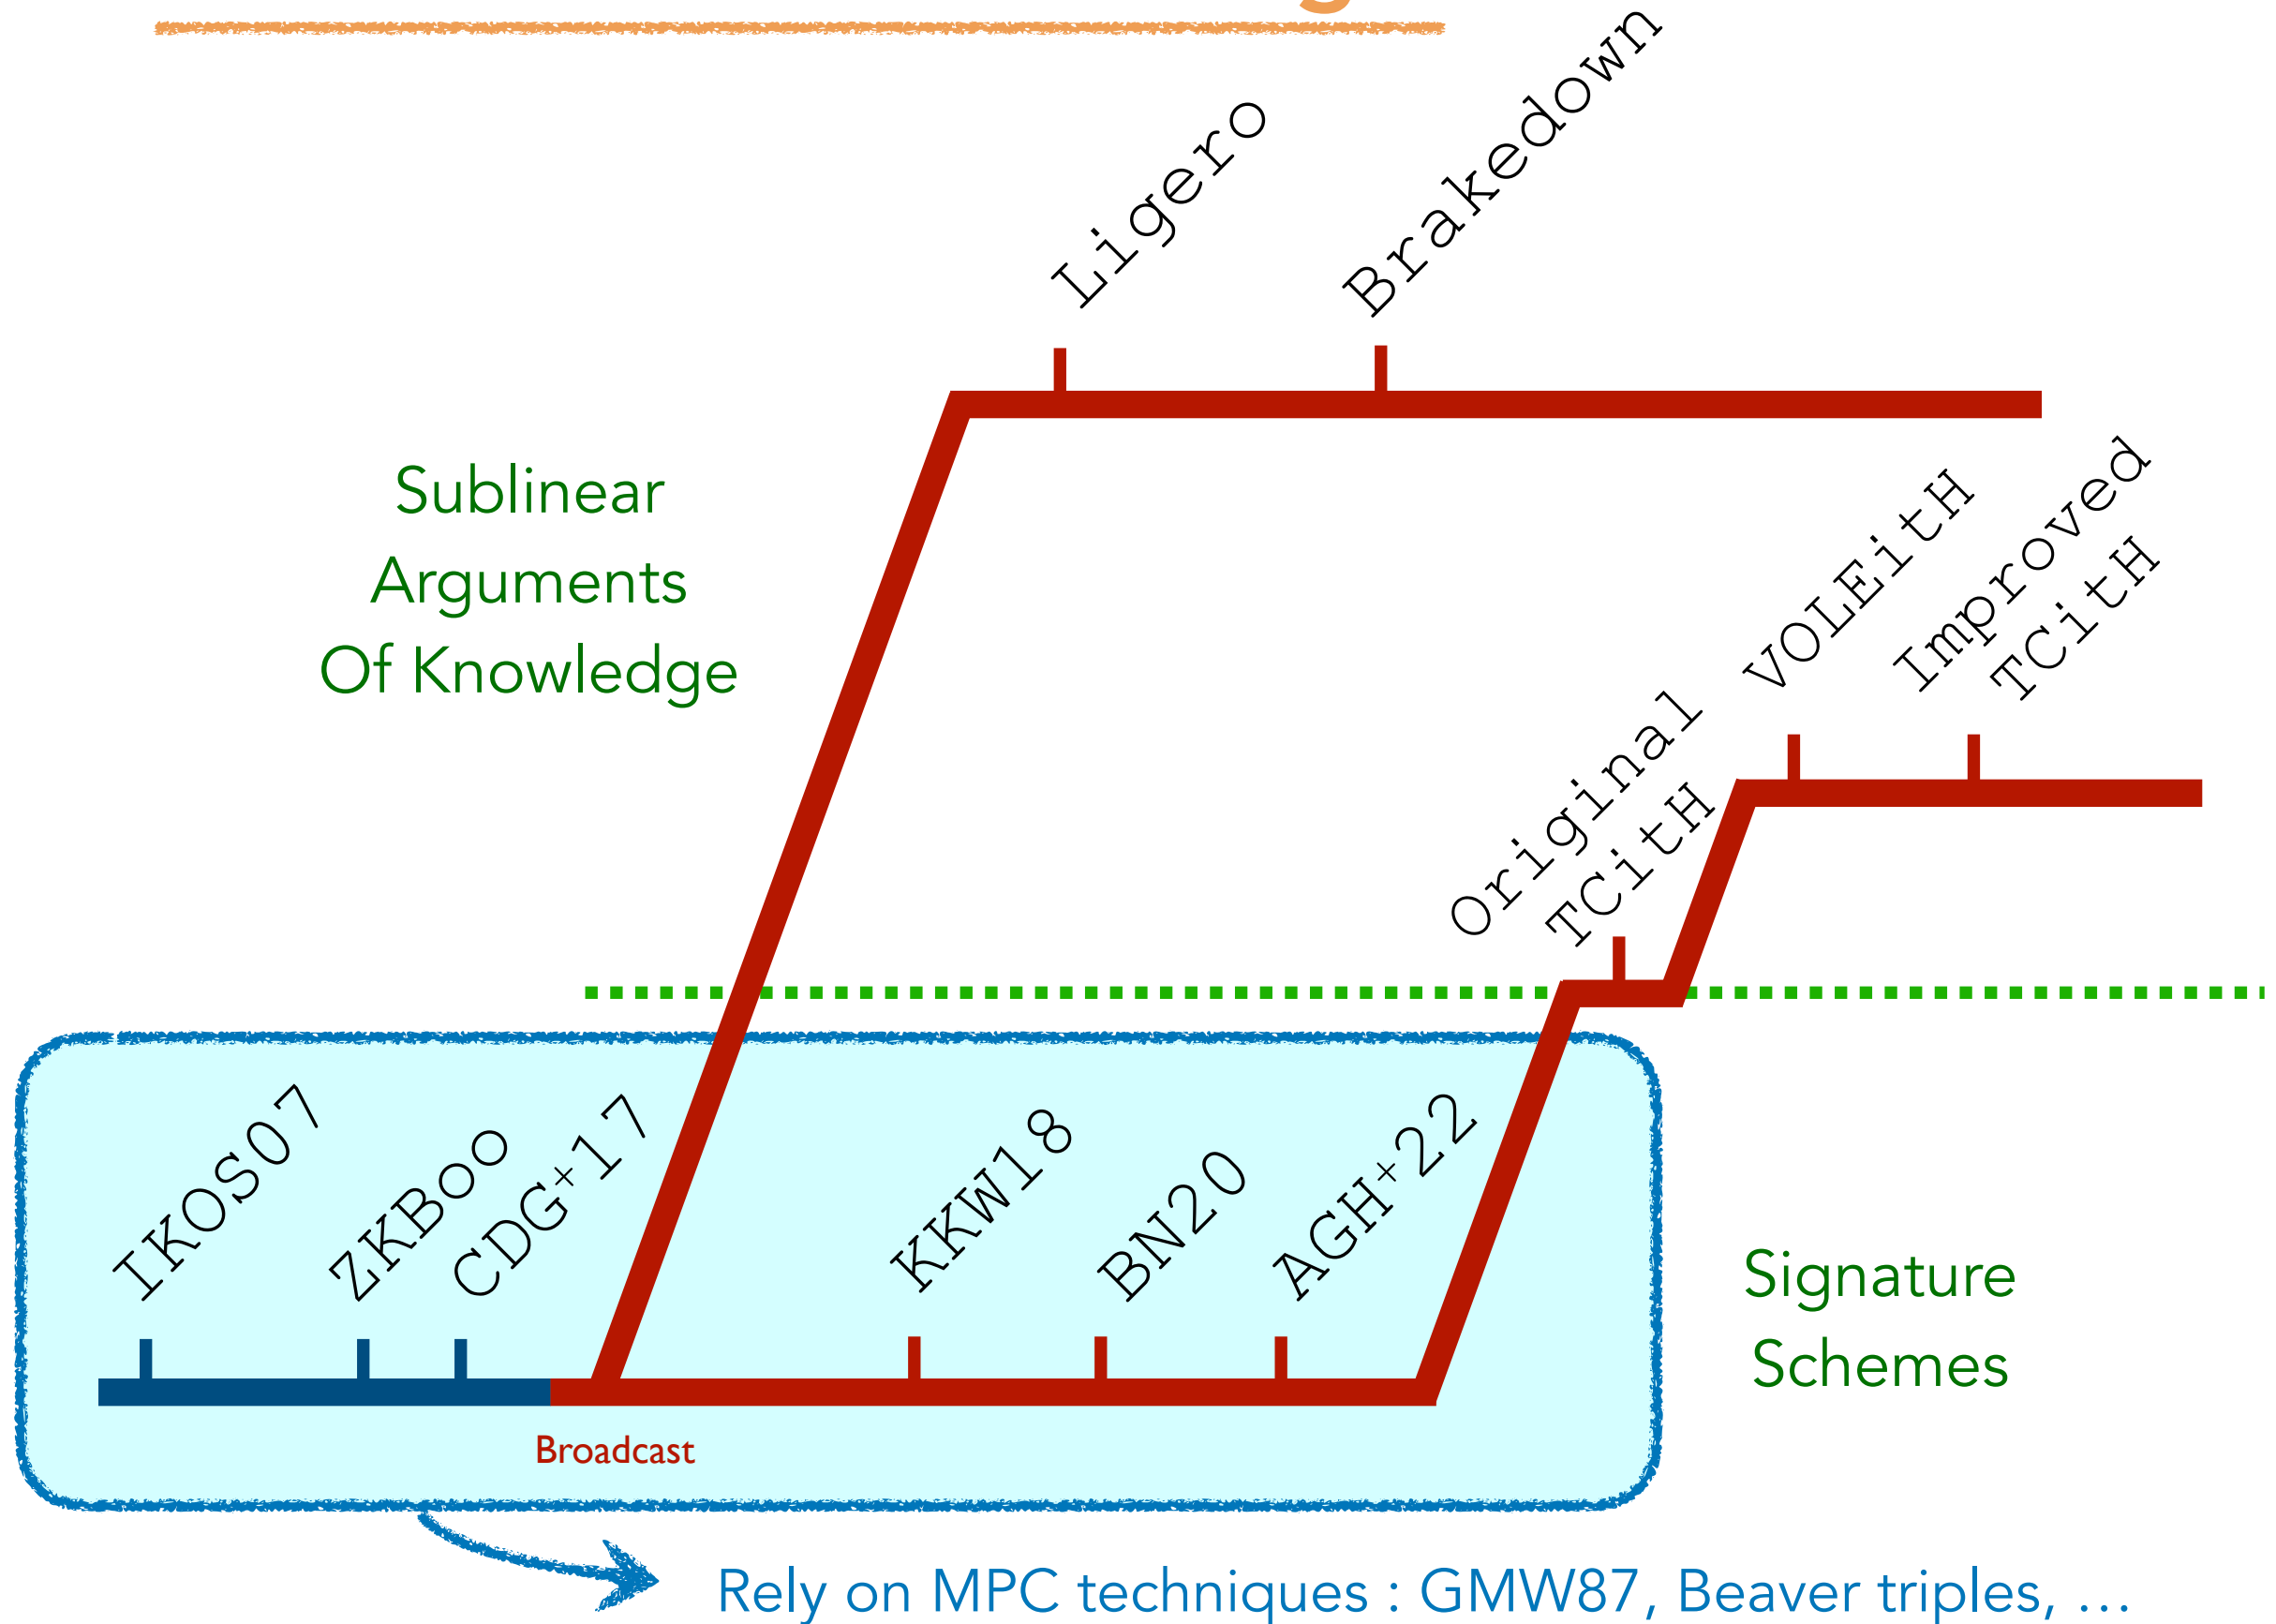 Ligero
Brakedown
Sublinear
Arguments
Of Knowledge
VOLEitH
Improved
TCitH
Original
TCitH
IKOS07
ZKBoo
CDG+17
KKW18
BN20
AGH+22
Signature
Schemes
Broadcast
Rely on MPC techniques : GMW87, Beaver triples, ...